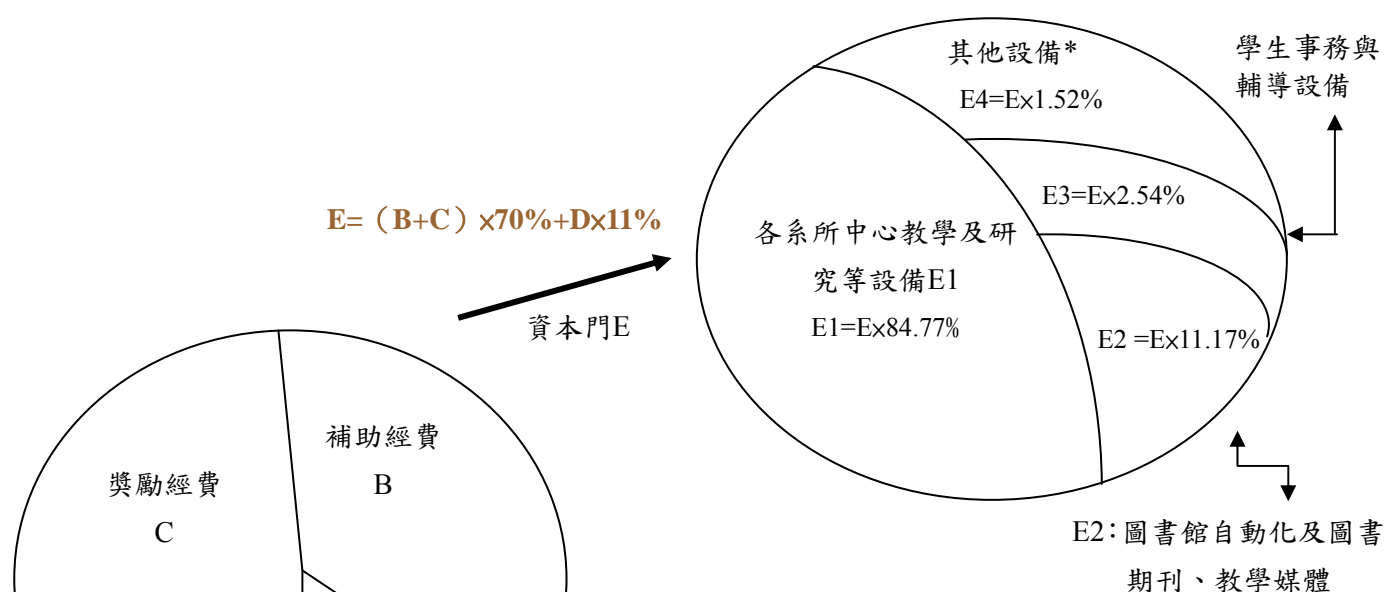 其他設備*
E4=E×1.52%
學生事務與
輔導設備
E3=E×2.54%
E=（B+C）×70%+D×11%
各系所中心教學及研
究等設備E1
E1=E×84.77%
資本門E
E2 =E×11.17%
補助經費
B
獎勵經費
C
E2：圖書館自動化及圖書
期刊、教學媒體